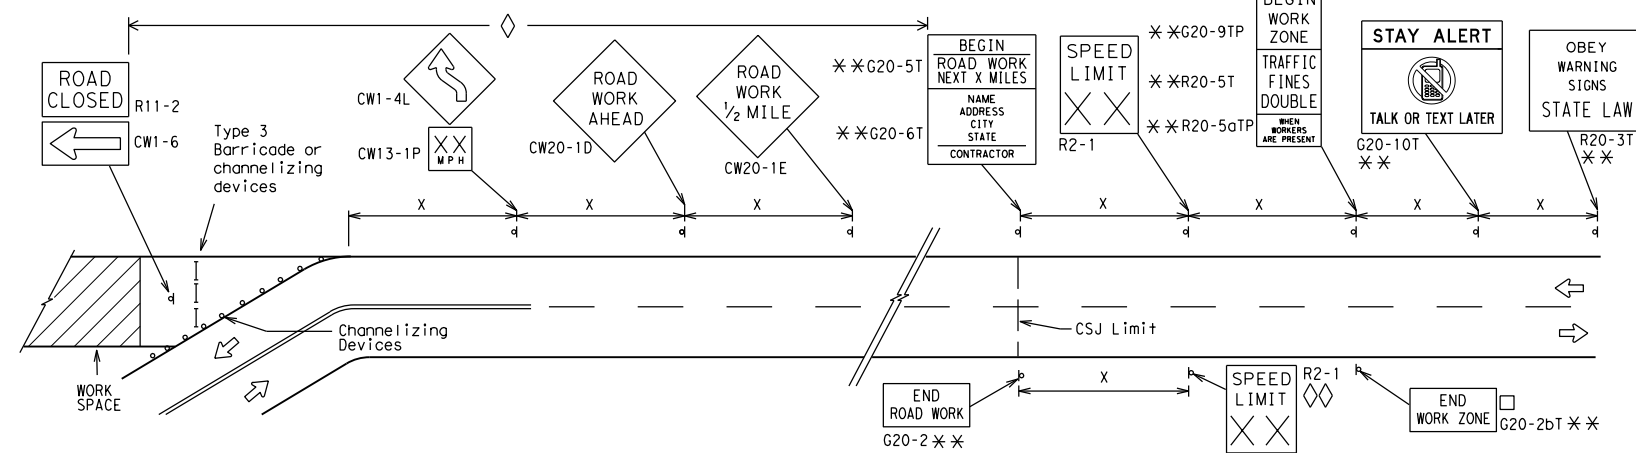 ROAD
CLOSED
R11-2
CW1-6
Type 3
Barricade or
channelizing
devices
CW1-4L
CW13-1P
XX
MPH
ROAD
WORK
AHEAD
CW20-1D
ROAD
WORK
1/2 MILE
CW20-1E
**G20-5T
**G20-6T
BEGIN
ROAD WORK
NEXT X MILES
NAME
ADDRESS
CITY
STATE
CONTRACTOR
SPEED
LIMIT
XX
R2-1
**G20-9TP
**R20-5T
**R20-5aTP
BEGIN
WORK
ZONE
TRAFFIC
FINES
DOUBLE
WHEN
WORKERS
ARE PRESENT
STAY ALERT
TALK OR TEXT LATER
G20-10T
**
OBEY
WARNING
SIGNS
STATE LAW
R20-3T
**
X
X
X
X
X
X
X
Channelizing
Devices
CSJ Limit
WORK
SPACE
END
ROAD WORK
G20-2 **
X
SPEED
LIMIT
XX
R2-1
END
WORK ZONE
G20-2bT **